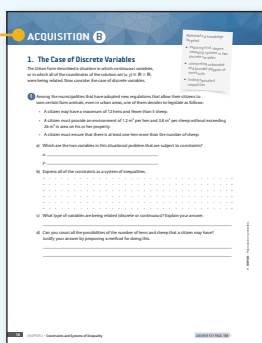 ACQUISITION B
1. The Case of Discrete Variables
The Urban Farm described a situation in which continuous variables,
or in which all of the coordinates of the solution set (x, y) ∈ ℝ × ℝ,
were being related. Now consider the case of discrete variables.
1 Among the municipalities that have adopted new regulations that allow their citizens to
own certain farm animals, even in urban areas, one of them decides to legislate as follows:
• A citizen may have a maximum of 12 hens and fewer than 5 sheep.
• A citizen must provide an environment of 1.2 m² per hen and 3.8 m² per sheep without exceeding
26 m² in area on his or her property.
• A citizen must ensure that there is at least one hen more than the number of sheep.
a) Which are the two variables in this situational problem that are subject to constraints?
x:
y:
b) Express all of the constraints as a system of inequalities.
c) What type of variables are being related (discrete or continuous)? Explain your answer.
d) Can you count all the possibilities of the number of hens and sheep that a citizen may have?
Justify your answer by proposing a method for doing this.
CHAPTER 1 – Constraints and Systems of Inequality
ANSWER KEY PAGE